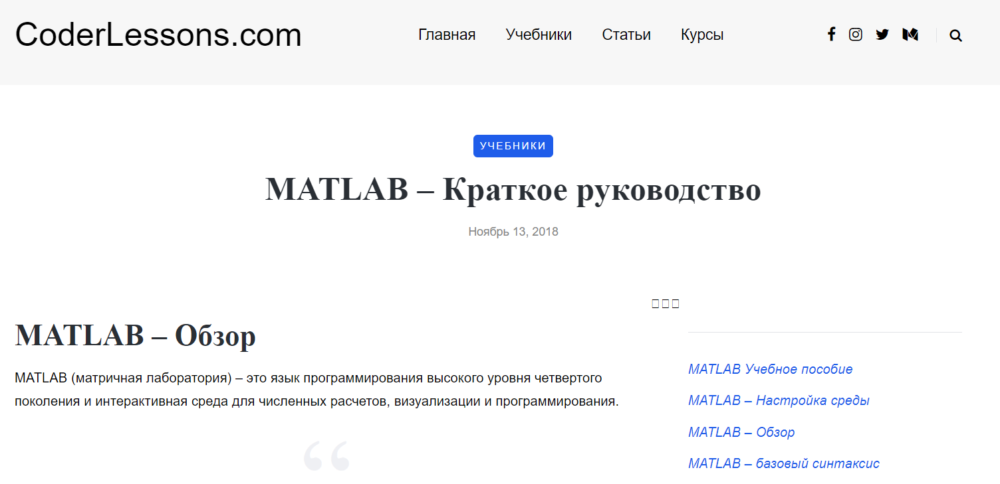 CoderLessons.com
Главная Учебники Статьи Курсы
УЧЕБНИКИ
MATLAB – Краткое руководство
Ноябрь 13, 2018
MATLAB – Обзор
MATLAB (матричная лаборатория) – это язык программирования высокого уровня четвертого
поколения и интерактивная среда для численных расчетов, визуализации и программирования.
“
MATLAB Учебное пособие
MATLAB – Настройка среды
MATLAB – Обзор
MATLAB – базовый синтаксис